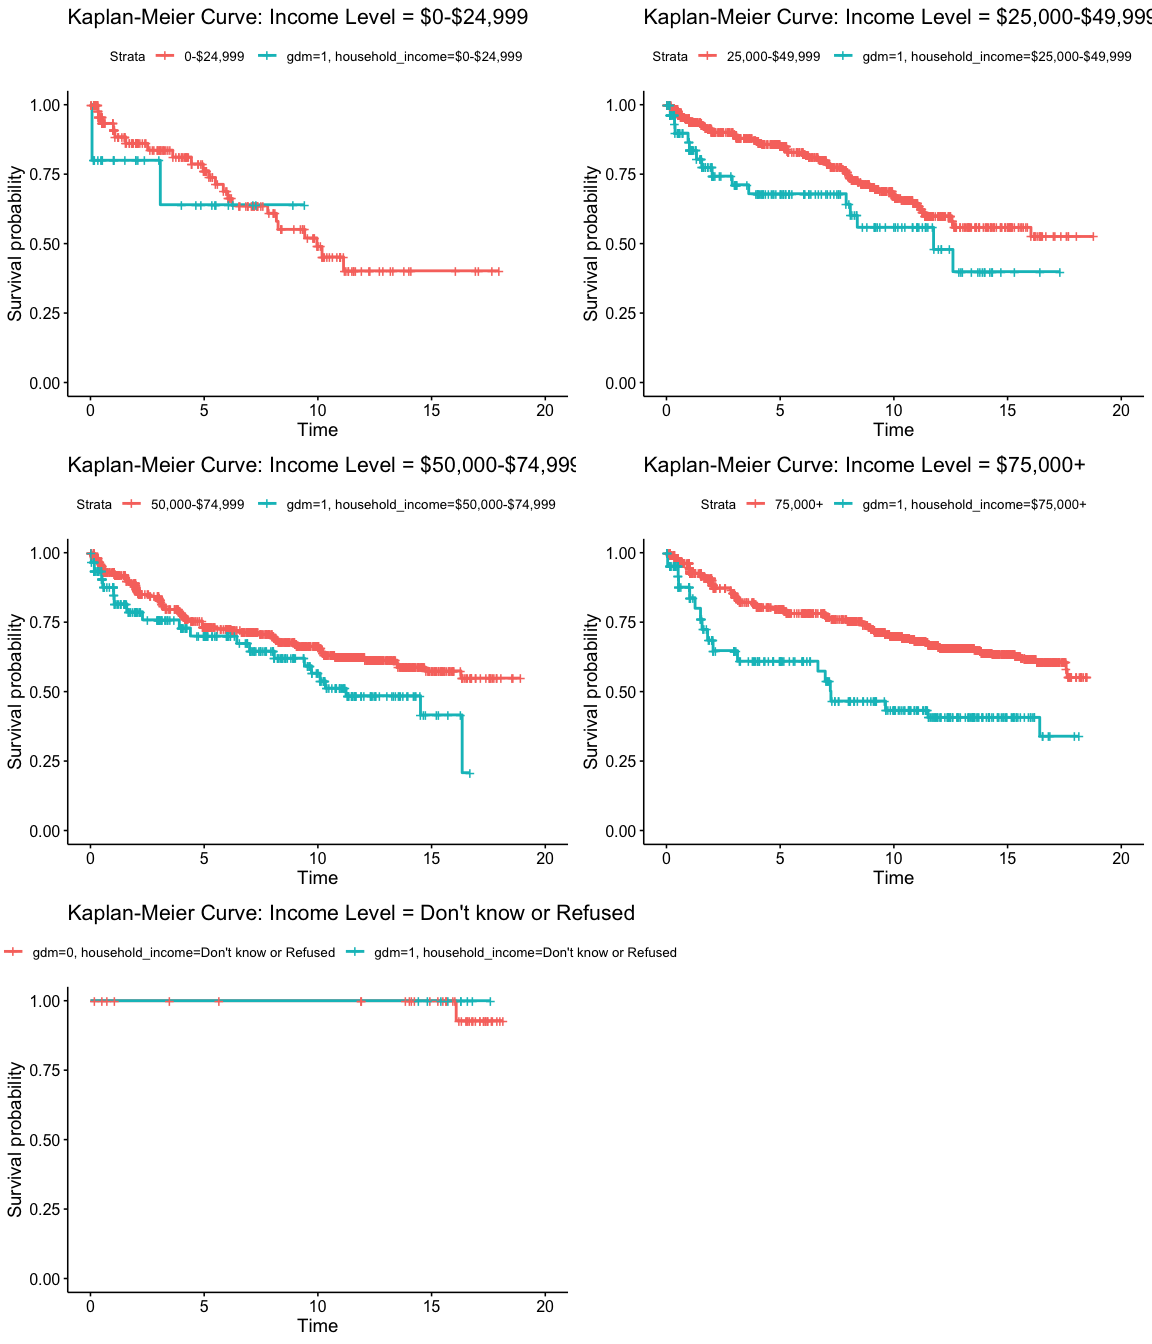 Kaplan-Meier Curve: Income Level = $0-$24,999
Strata 0-$24,999 gdm=1, household_income=$0-$24,999
1.00
0.75
0.50
0.25
0.00
Survival probability
0 5 10 15 20
Time
Kaplan-Meier Curve: Income Level = $25,000-$49,999
Strata 25,000-$49,999 gdm=1, household_income=$25,000-$49,999
1.00
0.75
0.50
0.25
0.00
Survival probability
0 5 10 15 20
Time
Kaplan-Meier Curve: Income Level = $50,000-$74,999
Strata 50,000-$74,999 gdm=1, household_income=$50,000-$74,999
1.00
0.75
0.50
0.25
0.00
Survival probability
0 5 10 15 20
Time
Kaplan-Meier Curve: Income Level = $75,000+
Strata 75,000+ gdm=1, household_income=$75,000+
1.00
0.75
0.50
0.25
0.00
Survival probability
0 5 10 15 20
Time
Kaplan-Meier Curve: Income Level = Don't know or Refused
gdm=0, household_income=Don't know or Refused gdm=1, household_income=Don't know or Refused
1.00
0.75
0.50
0.25
0.00
Survival probability
0 5 10 15 20
Time